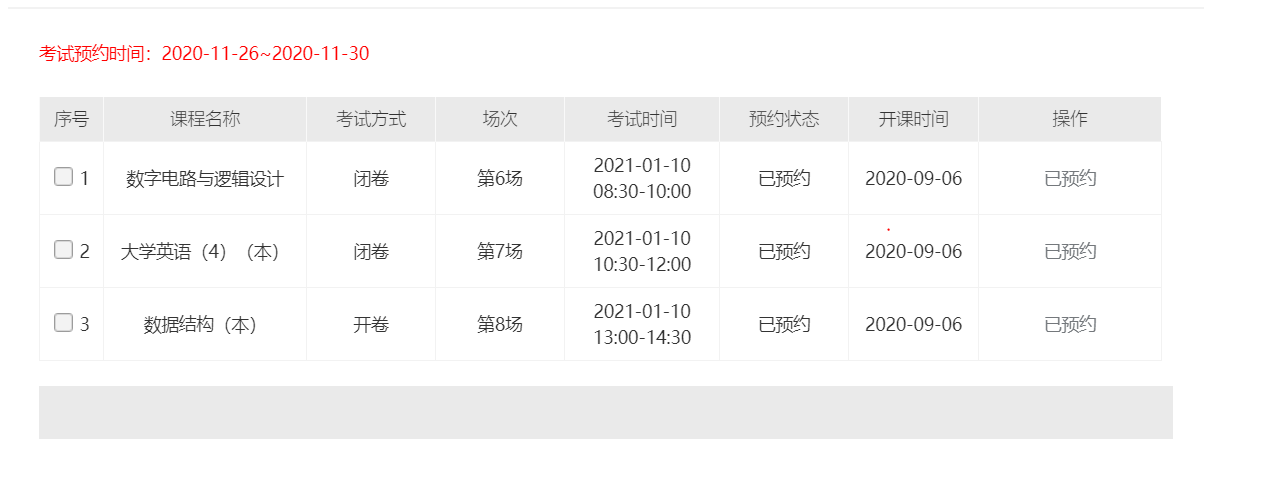 考试预约时间：2020-11-26~2020-11-30
序号 课程名称 考试方式 场次 考试时间 预约状态 开课时间 操作
1 数字电路与逻辑设计 闭卷 第6场 2021-01-10 08:30-10:00 已预约 2020-09-06 已预约
2 大学英语（4）（本） 闭卷 第7场 2021-01-10 10:30-12:00 已预约 2020-09-06 已预约
3 数据结构（本） 开卷 第8场 2021-01-10 13:00-14:30 已预约 2020-09-06 已预约